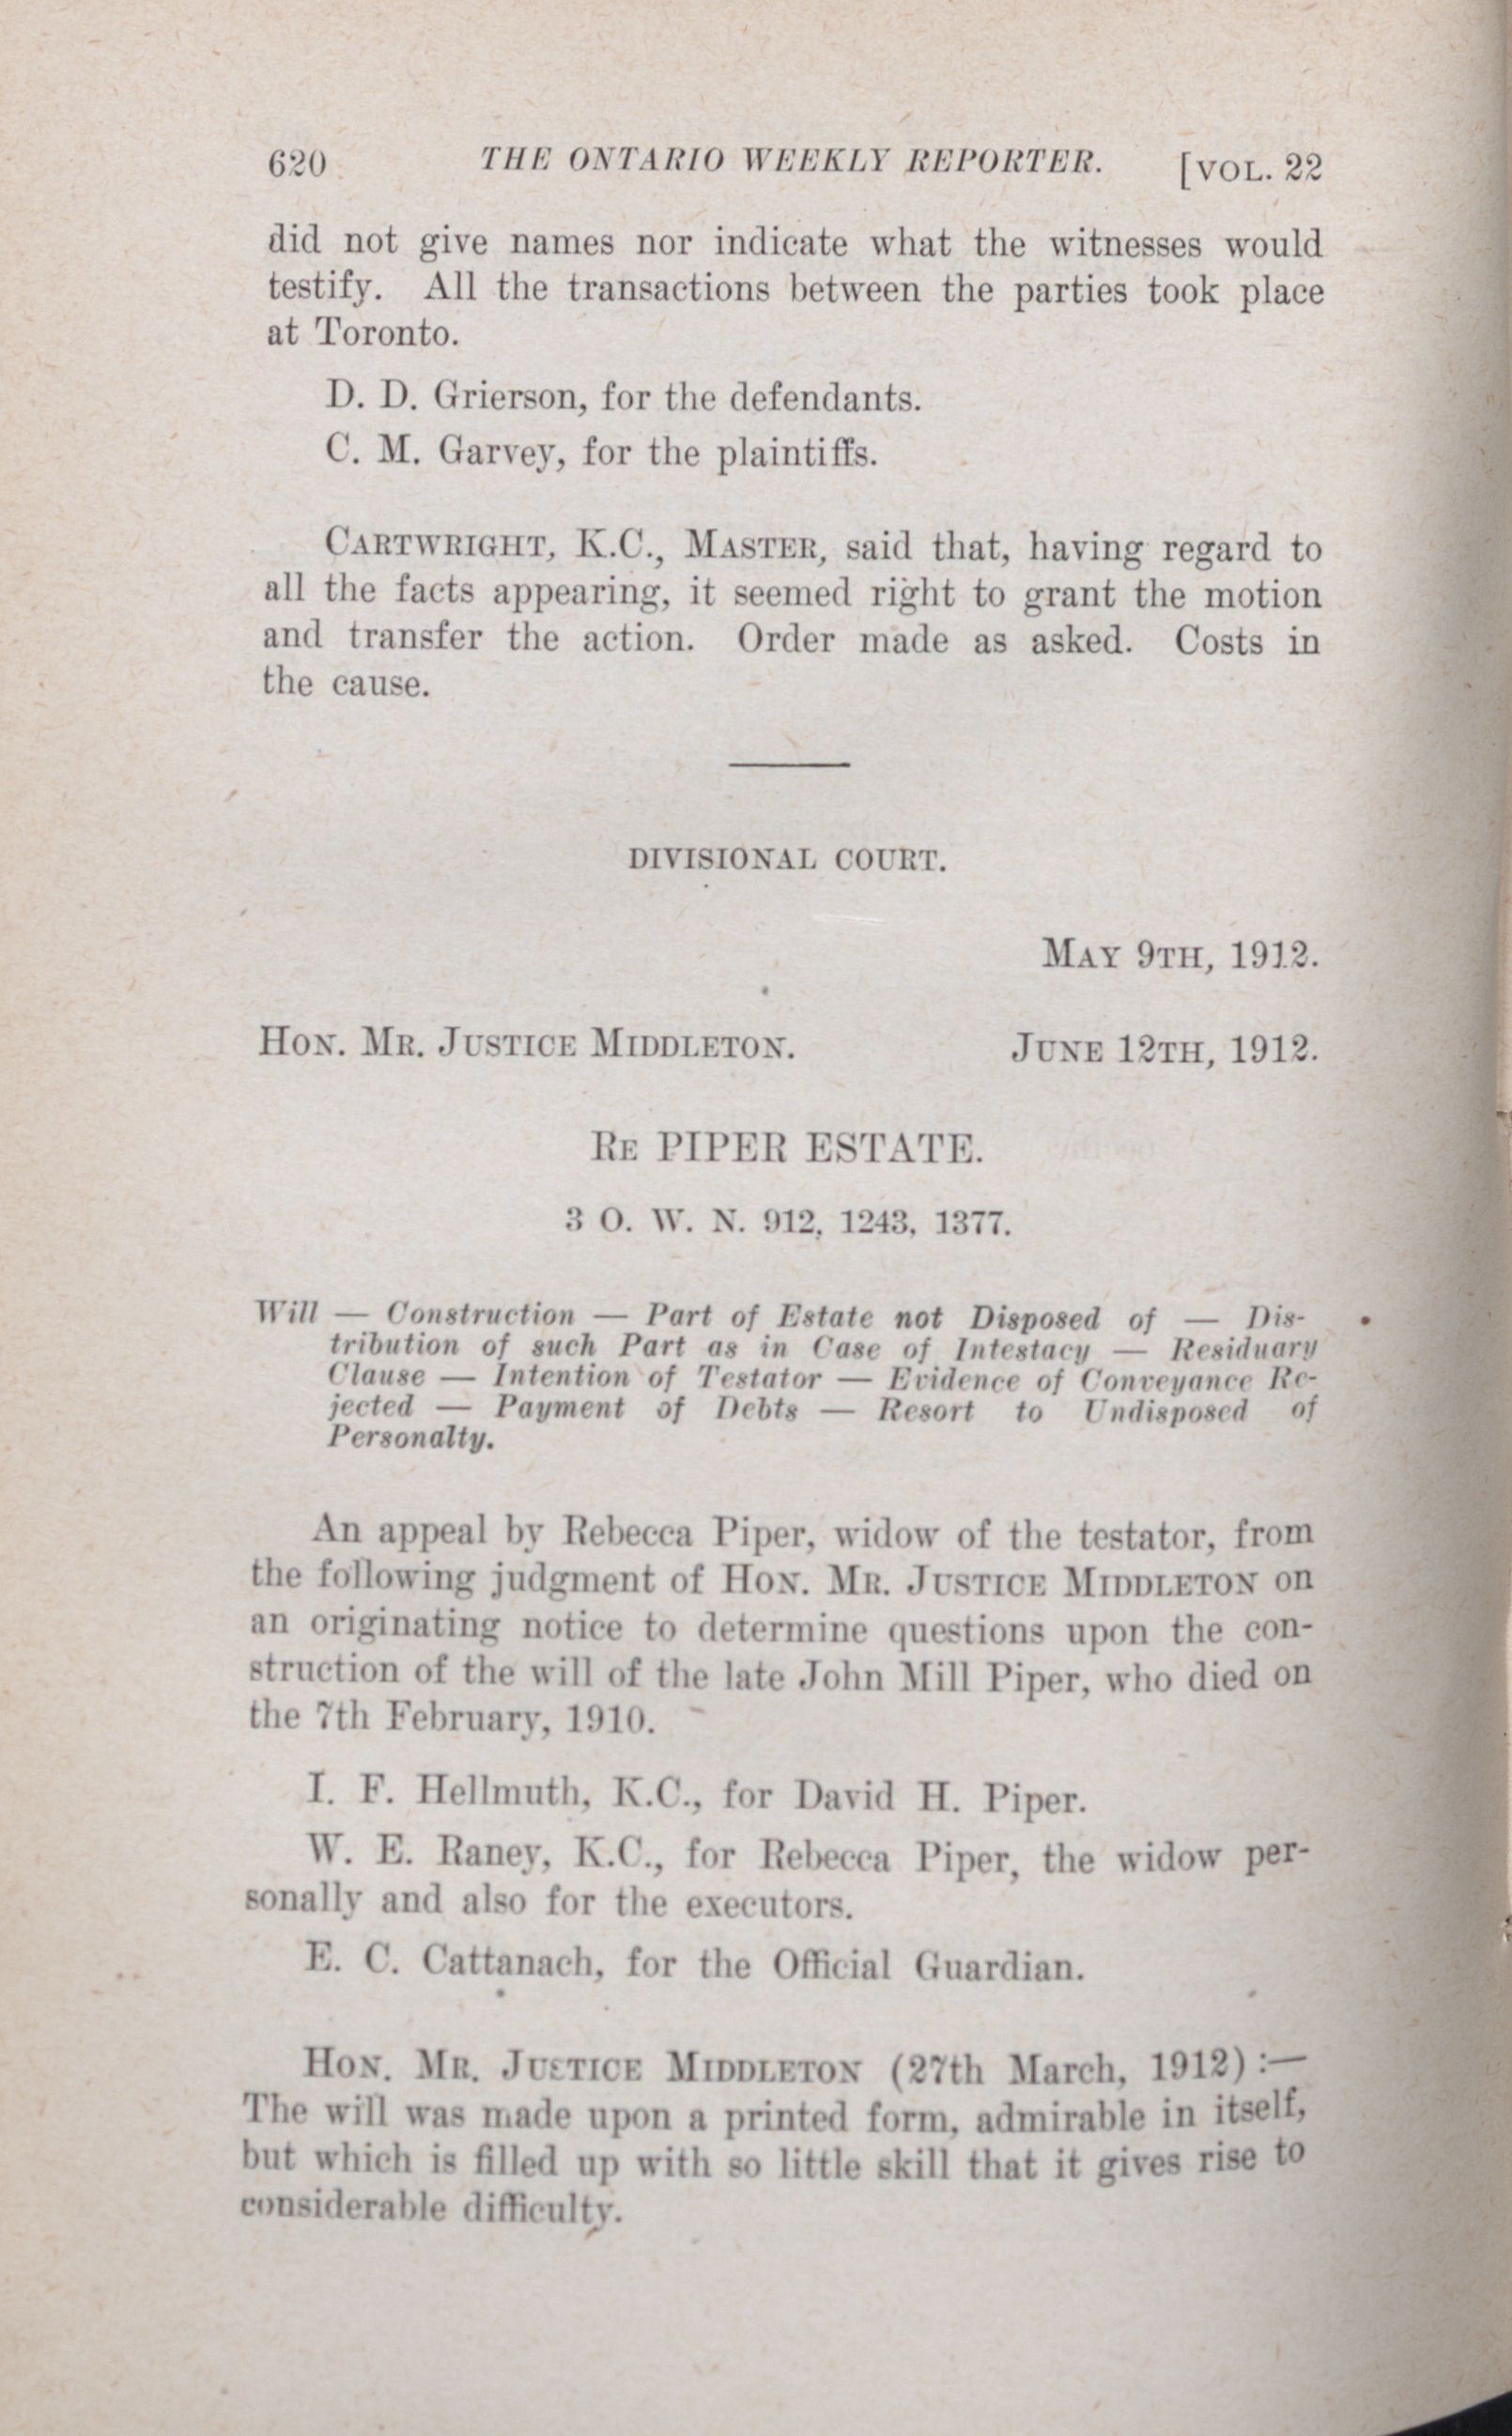 620 THE ONTARIO WEEKLY REPORTER. [VOL. 22
did not give names nor indicate what the witnesses would
testify. All the transactions between the parties took place
at Toronto.
D. D. Grierson, for the defendants.
C. M. Garvey, for the plaintiffs.
CARTWRIGHT, K.C., MASTER, said that, having regard to
all the facts appearing, it seemed right to grant the motion
and transfer the action. Order made as asked. Costs in
the cause.
DIVISIONAL COURT.
MAY 9TH, 1912.
HON. MR. JUSTICE MIDDLETON. JUNE 12TH, 1912.
RE PIPER ESTATE.
3 O. W. N. 912, 1243, 1377.
Will — Construction — Part of Estate not Disposed of — Dis-
tribution of such Part as in Case of Intestacy — Residuary
Clause — Intention of Testator — Evidence of Conveyance Re-
jected — Payment of Debts — Resort to Undisposed of
Personalty.
An appeal by Rebecca Piper, widow of the testator, from
the following judgment of HON. MR. JUSTICE MIDDLETON on
an originating notice to determine questions upon the con-
struction of the will of the late John Mill Piper, who died on
the 7th February, 1910.
I. F. Hellmuth, K.C., for David H. Piper.
W. E. Raney, K.C., for Rebecca Piper, the widow per-
sonally and also for the executors.
E. C. Cattanach, for the Official Guardian.
HON. MR. JUSTICE MIDDLETON (27th March, 1912) :—
The will was made upon a printed form, admirable in itself,
but which is filled up with so little skill that it gives rise to
considerable difficulty.